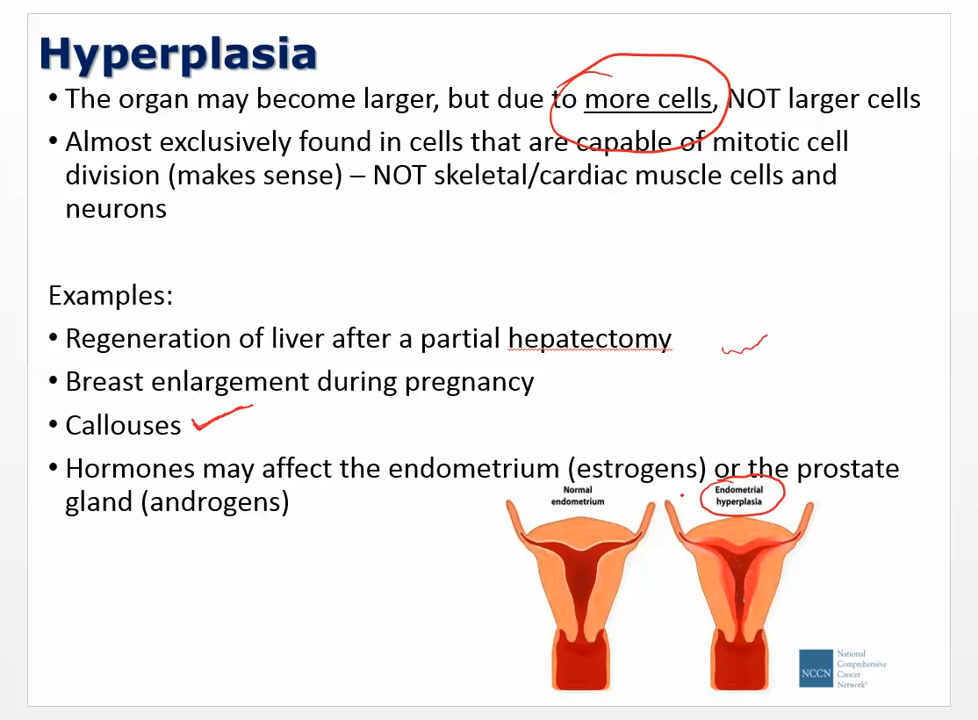 Hyperplasia
• The organ may become larger, but due to more cells, NOT larger cells
• Almost exclusively found in cells that are capable of mitotic cell
division (makes sense) – NOT skeletal/cardiac muscle cells and
neurons
Examples:
• Regeneration of liver after a partial hepatectomy
• Breast enlargement during pregnancy
• Callouses
• Hormones may affect the endometrium (estrogens) or the prostate
gland (androgens)
Normal
endometrium
Endometrial
hyperplasia
NCCN
National
Comprehensive
Cancer
Network®